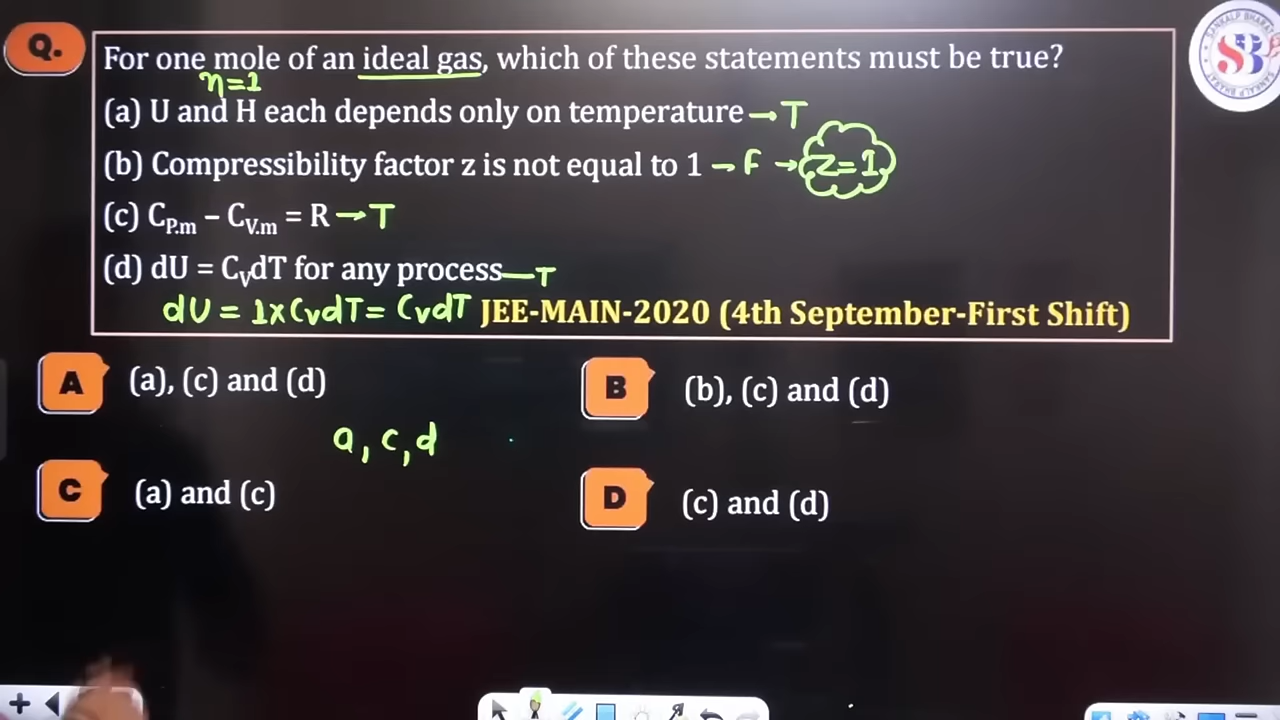 Q.
For one mole of an ideal gas, which of these statements must be true?
n=1
(a) U and H each depends only on temperature → T
(b) Compressibility factor z is not equal to 1 → F → Z=1
(c) CP.m – CV.m = R → T
(d) dU = CVdT for any process — T
dU = 1x CvdT = CvdT JEE-MAIN-2020 (4th September-First Shift)
A (a), (c) and (d)
B (b), (c) and (d)
a, c, d
C (a) and (c)
D (c) and (d)
SB